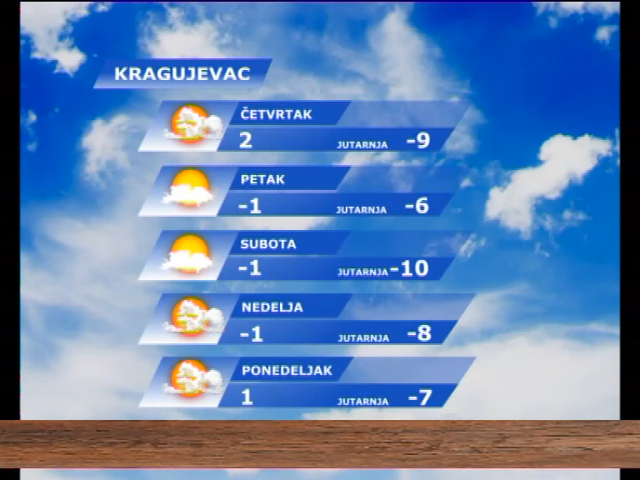 KRAGUJEVAC
ČETVRTAK
2 JUTARNJA -9
PETAK
-1 JUTARNJA -6
SUBOTA
-1 JUTARNJA -10
NEDELJA
-1 JUTARNJA -8
PONEDELJAK
1 JUTARNJA -7